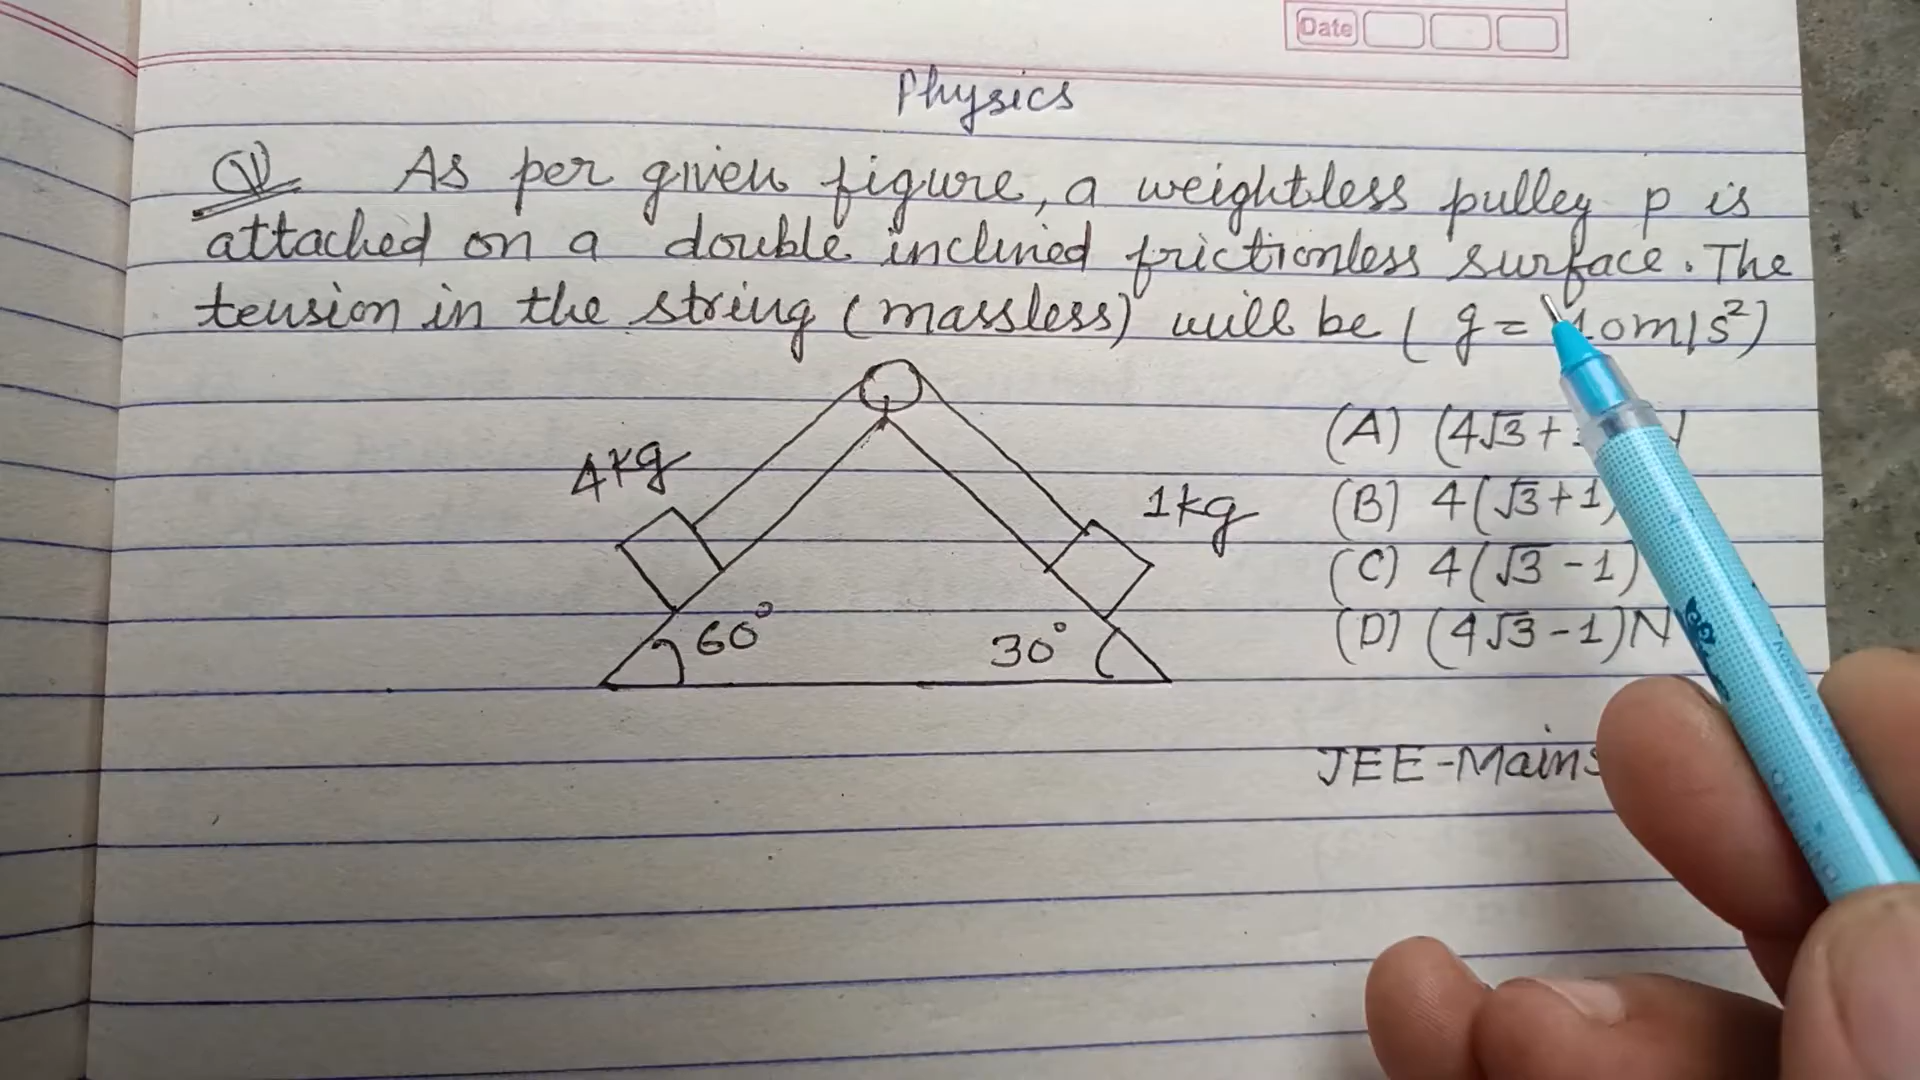 Date
Physics
Q As per given figure, a weightless pulley p is
attached on a double inclined frictionless surface. The
tension in the string (massless) will be ( g = 10m/s²)
4kg
1kg
60°
30°
(A) (4√3+
(B) 4(√3+1)
(C) 4(√3-1)
(D) (4√3-1)N
JEE-Mains